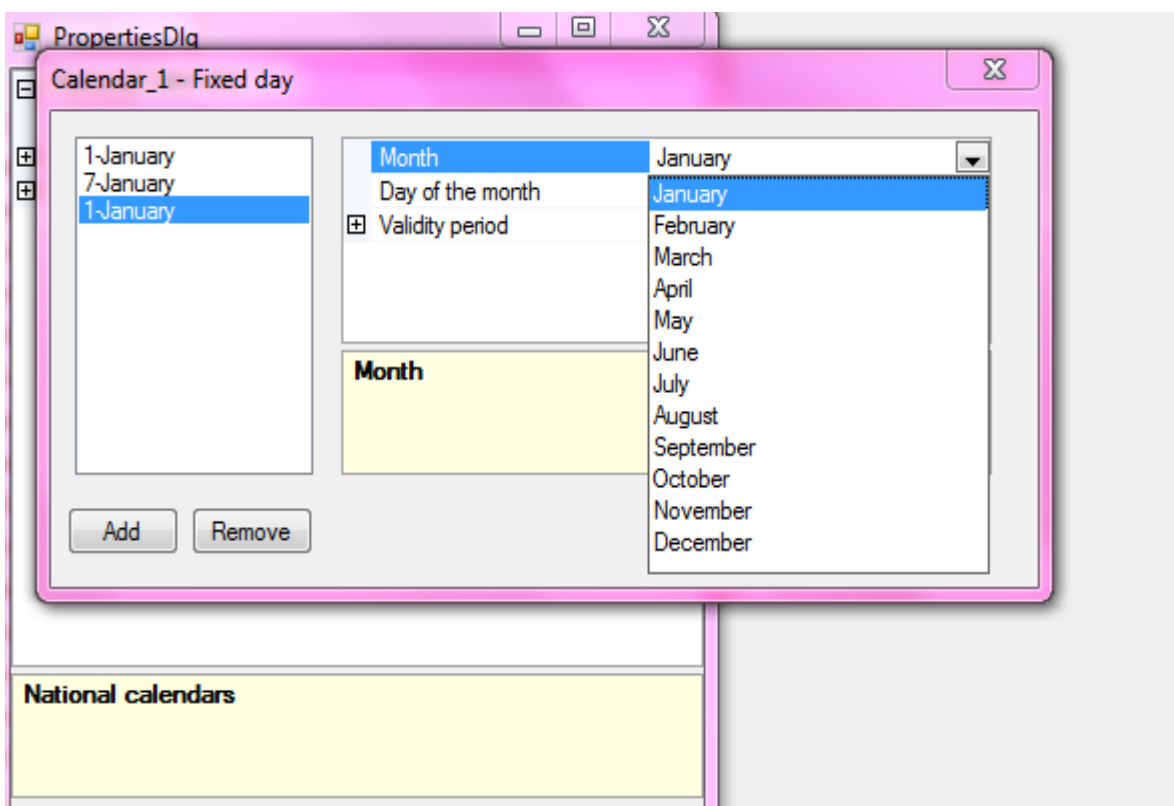 PropertiesDlg
Calendar_1 - Fixed day
1-January
7-January
1-January
Month January
Day of the month
Validity period
January
February
March
April
May
June
July
August
September
October
November
December
Month
Add Remove
National calendars